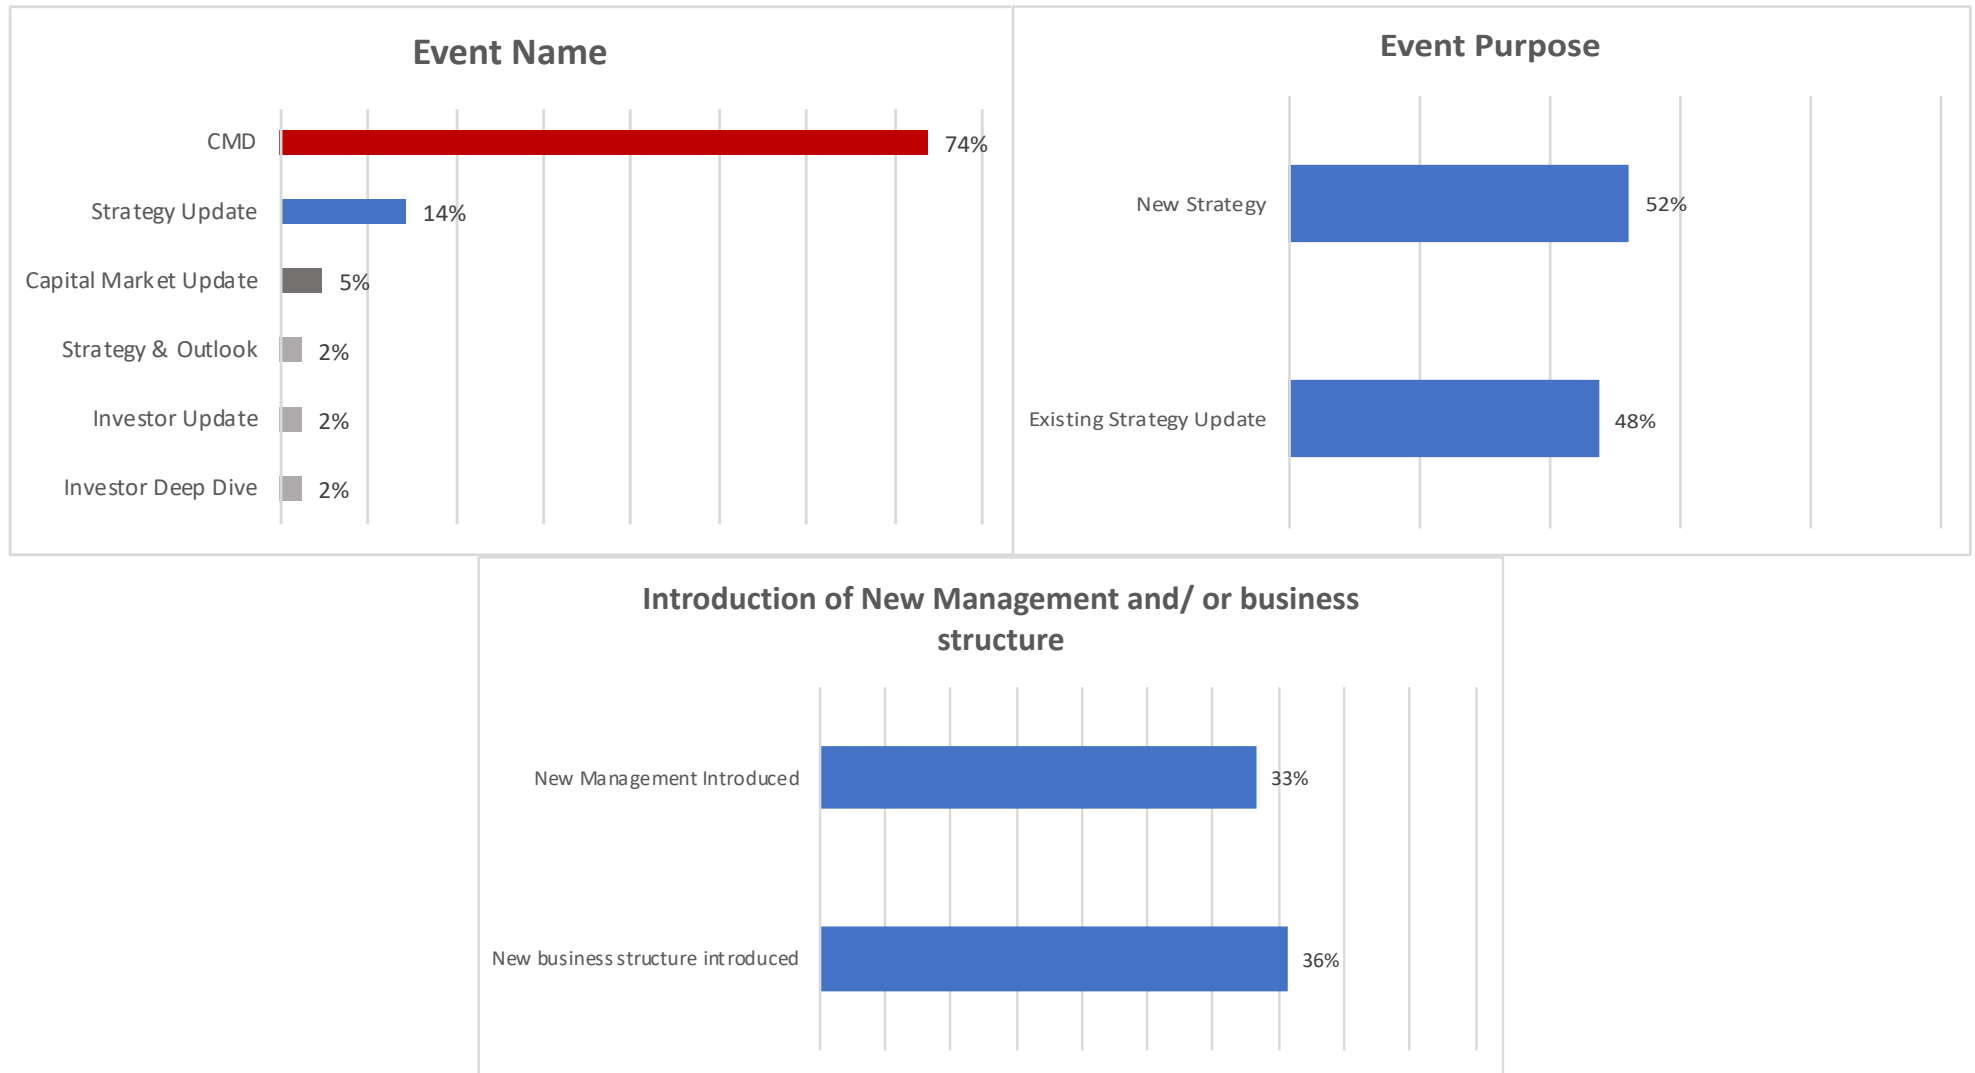 Event Name
CMD
74%
Strategy Update
14%
Capital Market Update
5%
Strategy & Outlook
2%
Investor Update
2%
Investor Deep Dive
2%
Event Purpose
New Strategy
52%
Existing Strategy Update
48%
Introduction of New Management and/ or business
structure
New Management Introduced
33%
New business structure introduced
36%